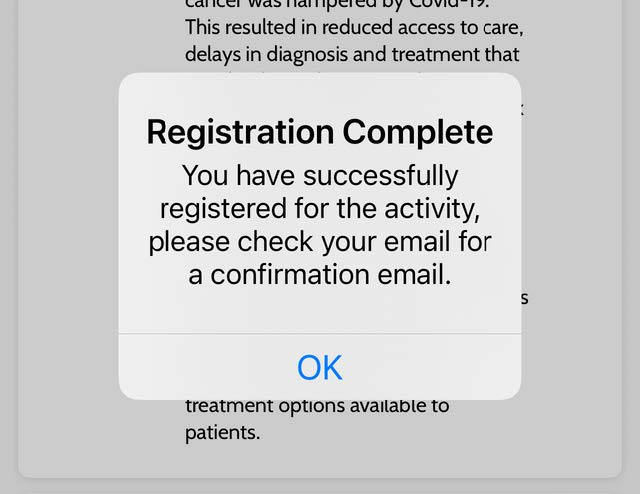 cancer was hampered by Covid-19.
This resulted in reduced access to care,
delays in diagnosis and treatment that
Registration Complete
You have successfully
registered for the activity,
please check your email for
a confirmation email.
OK
treatment options available to
patients.